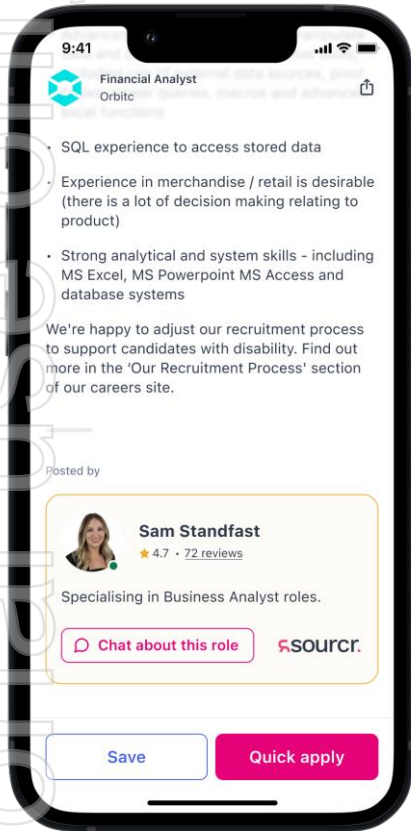 9:41
Financial Analyst
Orbitc
excel functions
• SQL experience to access stored data
• Experience in merchandise / retail is desirable
(there is a lot of decision making relating to
product)
• Strong analytical and system skills - including
MS Excel, MS Powerpoint MS Access and
database systems
We're happy to adjust our recruitment process
to support candidates with disability. Find out
more in the 'Our Recruitment Process' section
of our careers site.
Posted by
Sam Standfast
4.7 • 72 reviews
Specialising in Business Analyst roles.
Chat about this role
sourcr.
Save
Quick apply